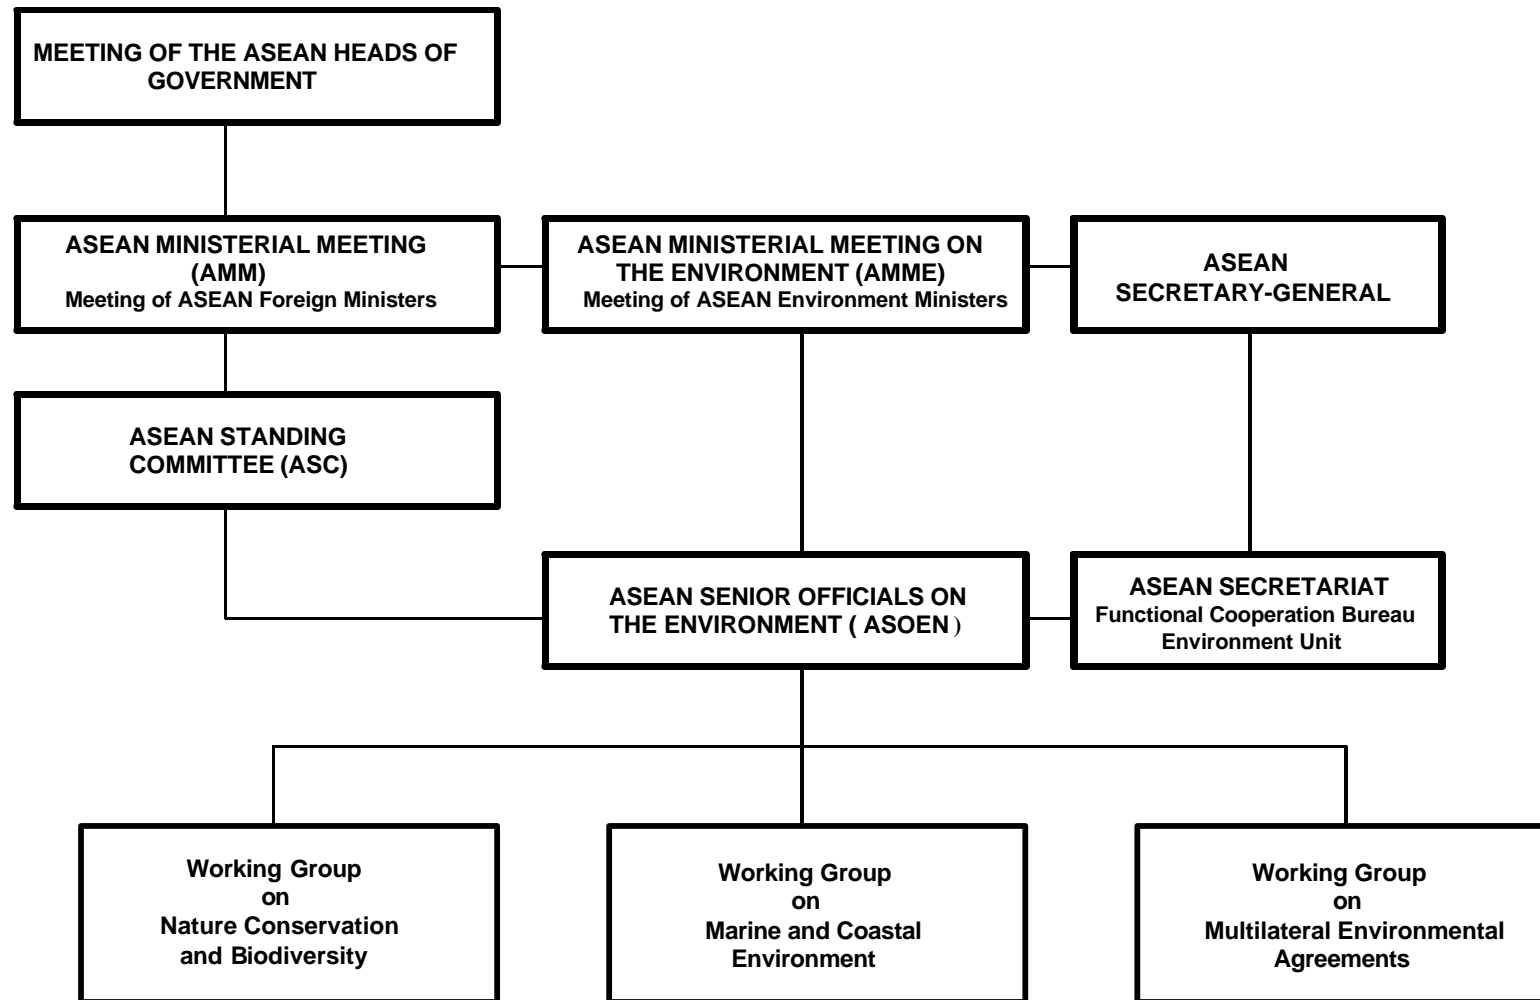 MEETING OF THE ASEAN HEADS OF
GOVERNMENT
ASEAN MINISTERIAL MEETING
(AMM)
Meeting of ASEAN Foreign Ministers
ASEAN MINISTERIAL MEETING ON
THE ENVIRONMENT (AMME)
Meeting of ASEAN Environment Ministers
ASEAN
SECRETARY-GENERAL
ASEAN STANDING
COMMITTEE (ASC)
ASEAN SENIOR OFFICIALS ON
THE ENVIRONMENT ( ASOEN )
ASEAN SECRETARIAT
Functional Cooperation Bureau
Environment Unit
Working Group
on
Nature Conservation
and Biodiversity
Working Group
on
Marine and Coastal
Environment
Working Group
on
Multilateral Environmental
Agreements